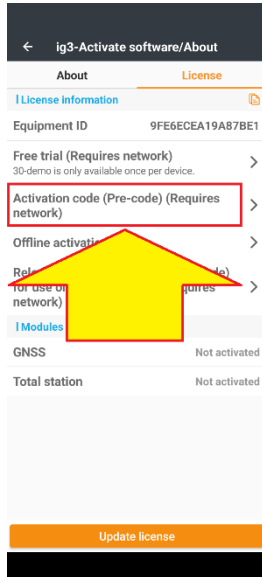 ig3-Activate software/About
About
License
License information
Equipment ID
9FE6ECEA19A87BE1
Free trial (Requires network)
30-demo is only available once per device.
Activation code (Pre-code) (Requires
network)
Offline activatio
for use o
network)
Modules
GNSS
Not activated
Total station
Not activated
Update license